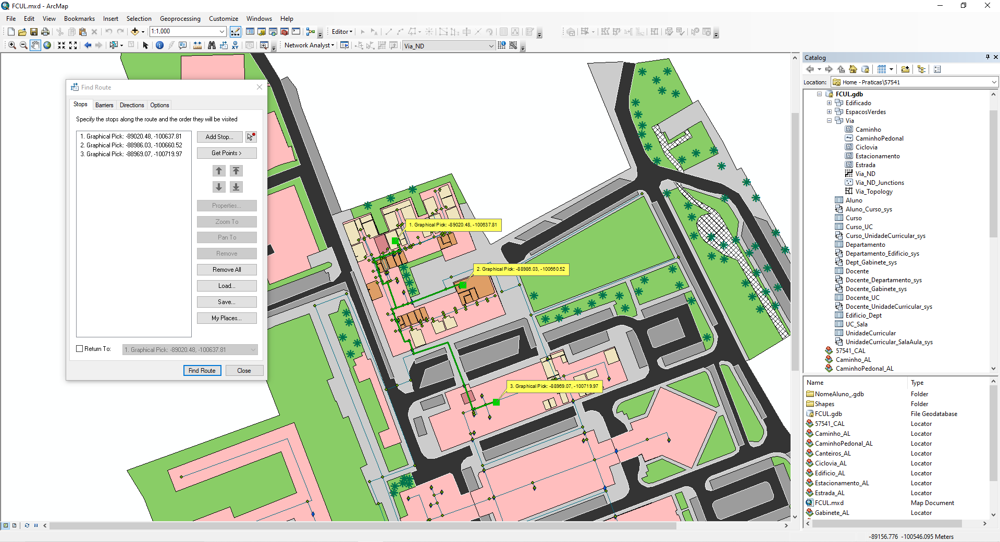 FCUL.mxd - ArcMap
File Edit View Bookmarks Insert Selection Geoprocessing Customize Windows Help
1:1,000
Editor
Network Analyst
Via_ND
Find Route
Stops Barriers Directions Options
Specify the stops along the route and the order they will be visited
1. Graphical Pick: -89020.48, -100637.81
2. Graphical Pick: -88986.03, -100660.52
3. Graphical Pick: -88969.07, -100719.97
Add Stop...
Get Points >
Properties...
Zoom To
Pan To
Remove
Remove All
Load...
Save...
My Places...
Return To:
1. Graphical Pick: -89020.48, -100637.81
Find Route
Close
1. Graphical Pick: -89020.48, -100637.81
2. Graphical Pick: -88986.03, -100660.52
3. Graphical Pick: -88969.07, -100719.97
Catalog
Location: Home - Praticas\57541
FCUL.gdb
Edificado
EspacosVerdes
Via
Caminho
CaminhoPedonal
Ciclovia
Estacionamento
Estrada
Via_ND
Via_ND_Junctions
Via_Topology
Aluno
Aluno_Curso_sys
Curso
Curso_UC
Curso_UnidadeCurricular_sys
Departamento
Departamento_Edificio_sys
Dept_Gabinete_sys
Docente
Docente_Departamento_sys
Docente_Gabinete_sys
Docente_UC
Docente_UnidadeCurricular_sys
Edificio_Dept
UC_Sala
UnidadeCurricular
UnidadeCurricular_SalaAula_sys
57541_CAL
Caminho_AL
CaminhoPedonal_AL
Name Type
NomeAluno_.gdb Folder
Shapes Folder
FCUL.gdb File Geodatabase
57541_CAL Locator
Caminho_AL Locator
CaminhoPedonal_AL Locator
Canteiros_AL Locator
Ciclovia_AL Locator
Edificio_AL Locator
Estacionamento_AL Locator
Estrada_AL Locator
FCUL.mxd Map Document
Gabinete_AL Locator
-89156.776 -100546.095 Meters